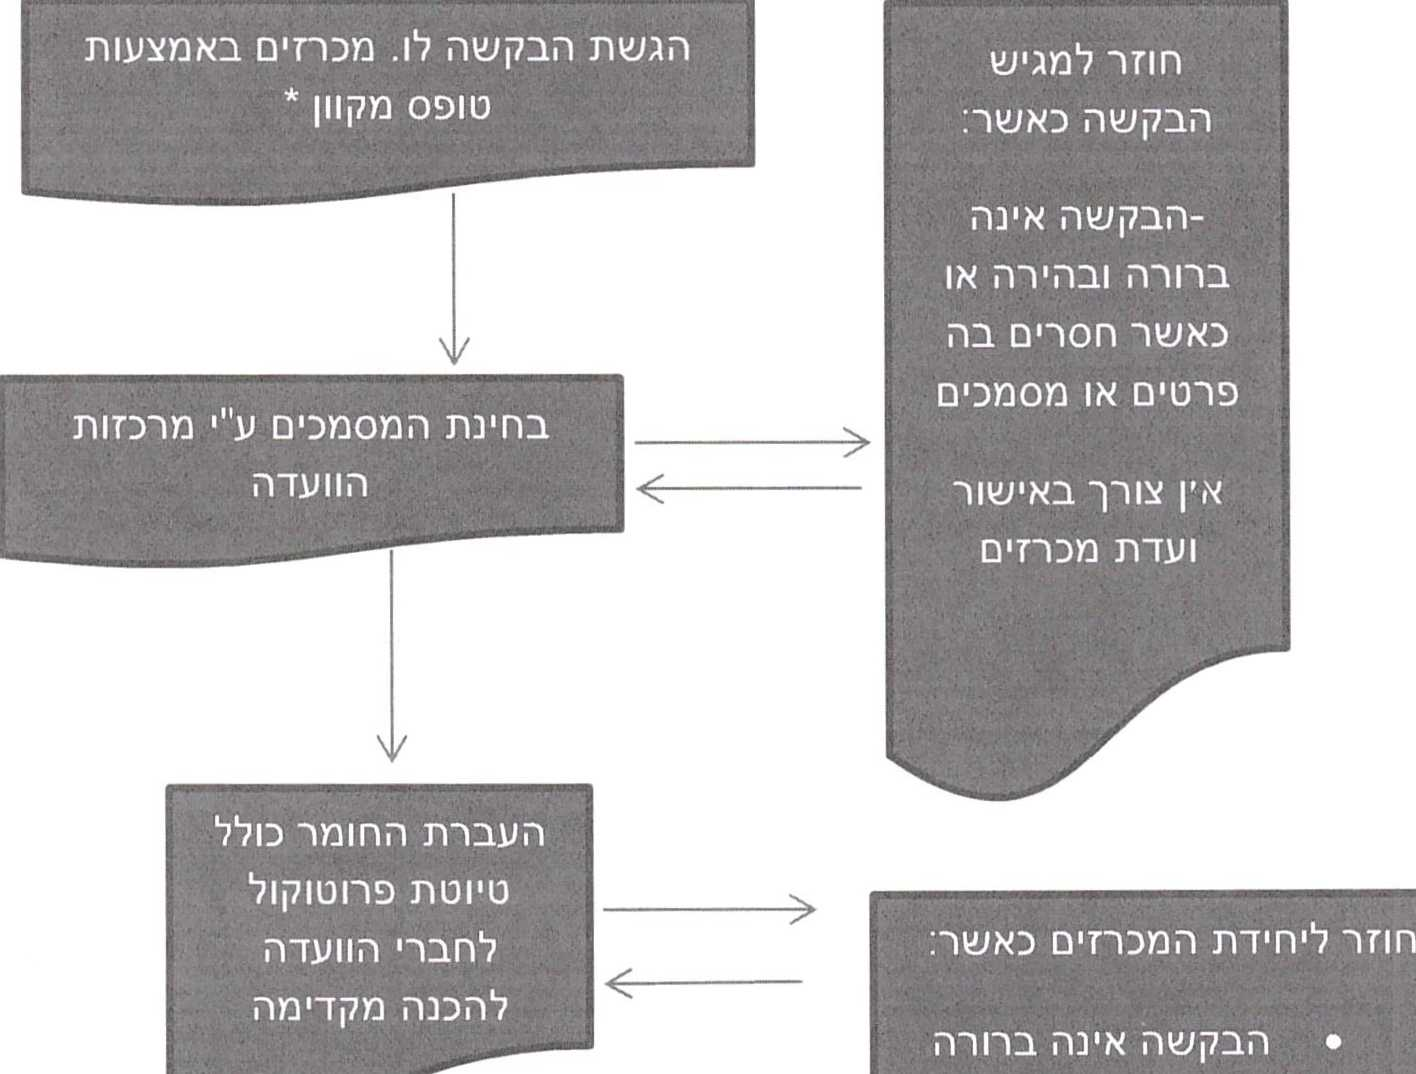 הגשת הבקשה לו. מכרזים באמצעות
טופס מקוון *
חוזר למגיש
הבקשה כאשר:
-הבקשה אינה
ברורה ובהירה או
כאשר חסרים בה
פרטים או מסמכים
אין צורך באישור
ועדת מכרזים
בחינת המסמכים ע"י מרכזות
הוועדה
העברת החומר כולל
טיוטת פרוטוקול
לחברי הוועדה
להכנה מקדימה
חוזר ליחידת המכרזים כאשר:
• הבקשה אינה ברורה